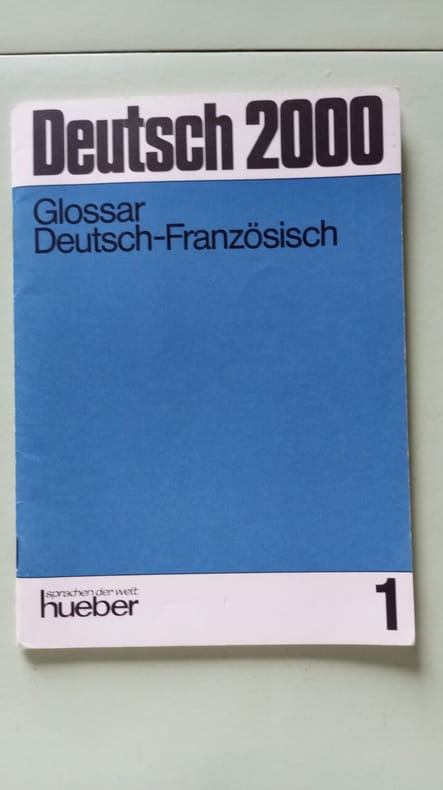 Deutsch 2000
Glossar
Deutsch-Französisch
sprachen der welt
hueber
1